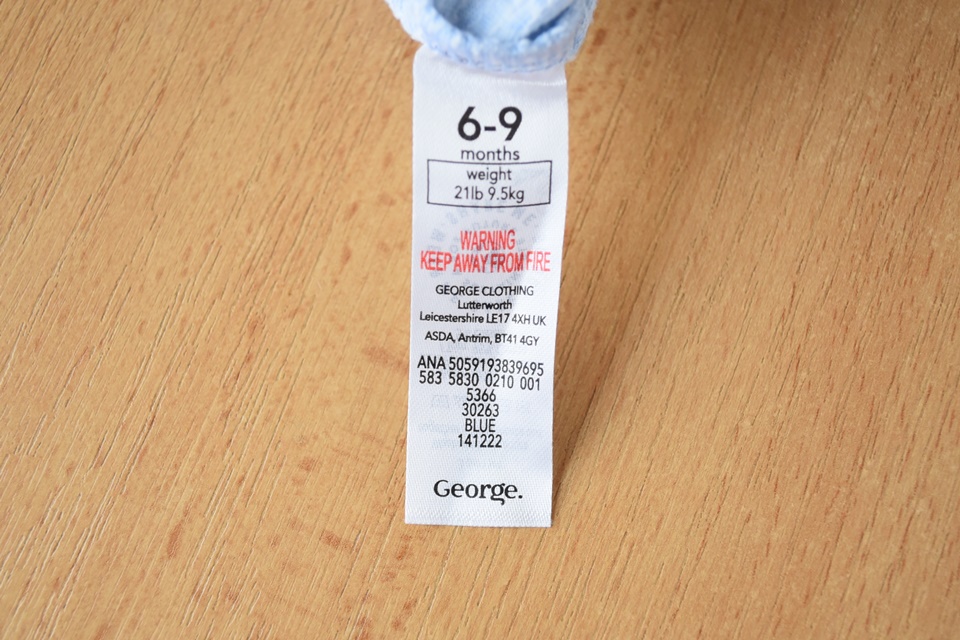 6-9
months
weight
21lb 9.5kg
WARNING
KEEP AWAY FROM FIRE
GEORGE CLOTHING
Lutterworth
Leicestershire LE17 4XH UK
ASDA, Antrim, BT41 4GY
ANA 5059193839695
583 5830 0210 001
5366
30263
BLUE
141222
George.